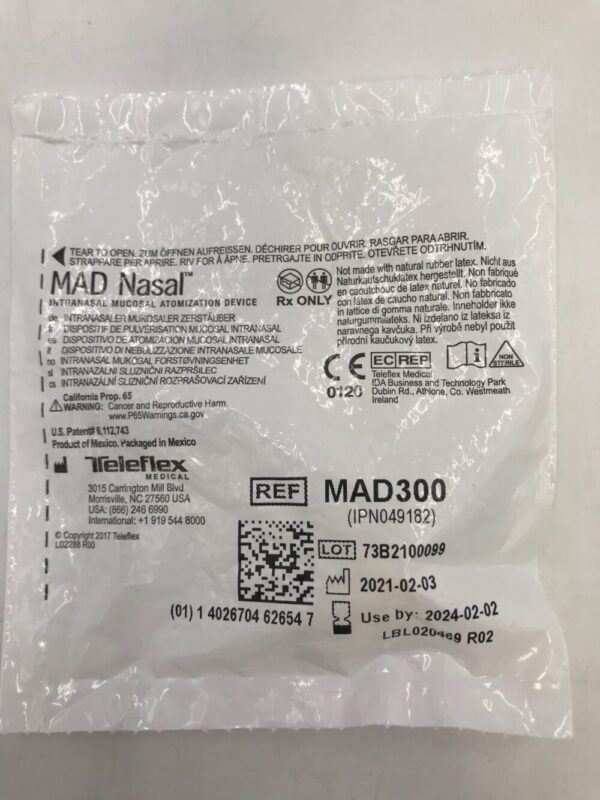 TEAR TO OPEN. ZUM ÖFFNEN AUFREISSEN. DÉCHIRER POUR OUVRIR. RASGAR PARA ABRIR.
STRAPPARE PER APRIRE. RIV FOR Å ÅPNE. PRETRGAJTE IN ODPRITE. OTEVŘETE ODTRHNUTÍM.
MAD Nasal™
INTRANASAL MUCOSAL ATOMIZATION DEVICE
de INTRANASALER MUKOSALER ZERSTÄUBER
fr DISPOSITIF DE PULVÉRISATION MUCOSAL INTRANASAL
es DISPOSITIVO DE ATOMIZACIÓN MUCOSAL INTRANASAL
it DISPOSITIVO DI NEBULIZZAZIONE INTRANASALE MUCOSALE
no INTRANASAL MUKOSAL FORSTØVNINGSENHET
sl INTRANAZALNI SLUZNIČNI RAZPRŠILEC
cs INTRANAZÁLNÍ SLIZNIČNÍ ROZPRAŠOVACÍ ZAŘÍZENÍ
Rx ONLY
Not made with natural rubber latex. Nicht aus
Naturkautschuklatex hergestellt. Non fabriqué
en caoutchouc de latex naturel. No fabricado
con látex de caucho natural. Non fabbricato
in lattice di gomma naturale. Inneholder ikke
naturgummilateks. Ni izdelano iz lateksa iz
naravnega kavčuka. Při výrobě nebyl použit
přírodní kaučukový latex.
California Prop. 65
WARNING: Cancer and Reproductive Harm
www.P65Warnings.ca.gov
CE
0120
EC REP
NON
STERILE
Teleflex Medical
IDA Business and Technology Park
Dublin Rd., Athlone, Co. Westmeath
Ireland
U.S. Patent# 6,112,743
Product of Mexico. Packaged in Mexico
Teleflex
MEDICAL
3015 Carrington Mill Blvd
Morrisville, NC 27560 USA
USA: (866) 246 6990
International: +1 919 544 8000
© Copyright 2017 Teleflex
L02288 R00
REF MAD300
(IPN049182)
LOT 73B2100099
2021-02-03
Use by: 2024-02-02
LBL020469 R02
(01) 1 4026704 62654 7